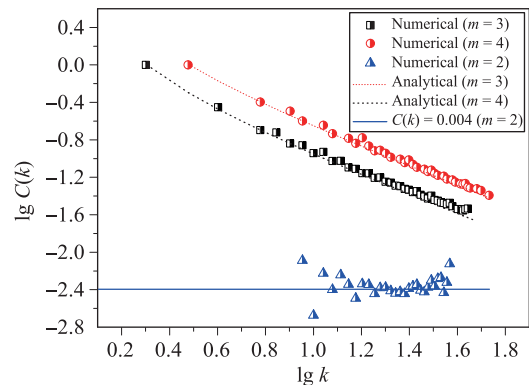 Numerical (m = 3)
Numerical (m = 4)
Numerical (m = 2)
Analytical (m = 3)
Analytical (m = 4)
C(k) = 0.004 (m = 2)
0.0
-0.4
-0.8
-1.2
-1.6
-2.0
-2.4
-2.8
lg C(k)
0.2 0.4 0.6 0.8 1.0 1.2 1.4 1.6 1.8
lg k